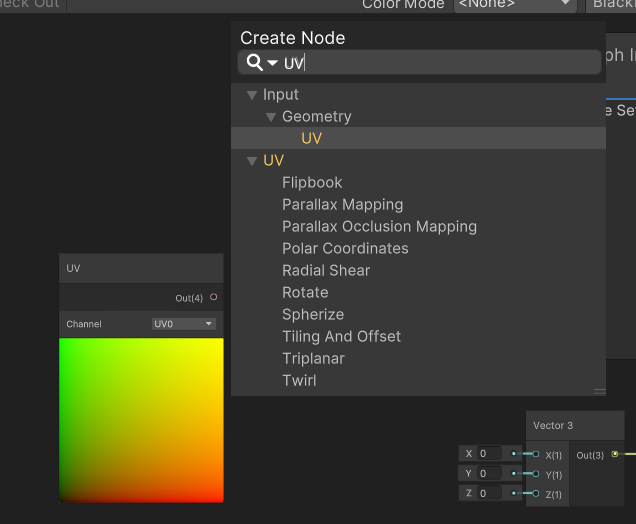 heck Out
Color Mode <None> Black
Create Node
UV
ph In
Input
e Se
Geometry
UV
UV
Flipbook
Parallax Mapping
Parallax Occlusion Mapping
Polar Coordinates
Radial Shear
Rotate
Spherize
Tiling And Offset
Triplanar
Twirl
UV
Out(4)
Channel UV0
Vector 3
X 0 X(1) Out(3)
Y 0 Y(1)
Z 0 Z(1)